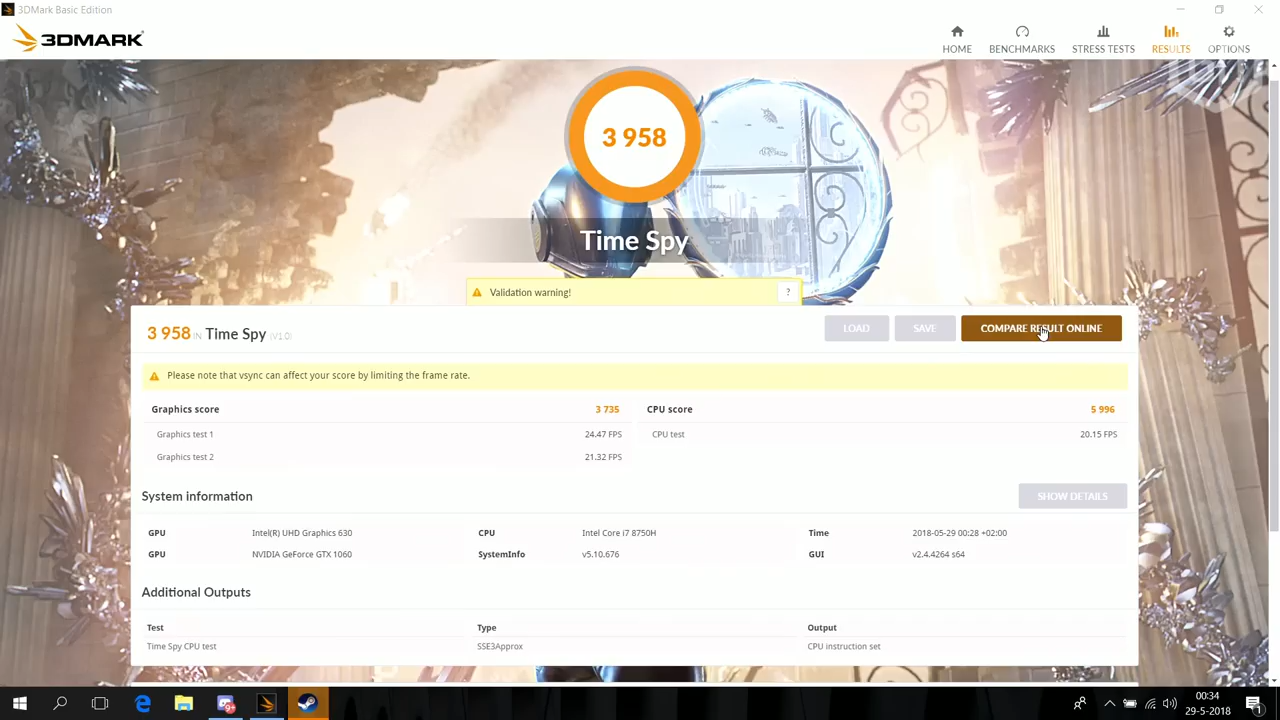 3DMark Basic Edition
3DMARK
HOME BENCHMARKS STRESS TESTS RESULTS OPTIONS
3 958
Time Spy
Validation warning! ?
3 958 IN Time Spy (V1.0) LOAD SAVE COMPARE RESULT ONLINE
Please note that vsync can affect your score by limiting the frame rate.
Graphics score 3 735 CPU score 5 996
Graphics test 1 24.47 FPS CPU test 20.15 FPS
Graphics test 2 21.32 FPS
System information SHOW DETAILS
GPU Intel(R) UHD Graphics 630 CPU Intel Core i7 8750H Time 2018-05-29 00:28 +02:00
GPU NVIDIA GeForce GTX 1060 SystemInfo v5.10.676 GUI v2.4.4264 s64
Additional Outputs
Test Type Output
Time Spy CPU test SSE3Approx CPU instruction set
00:34
29-5-2018 1